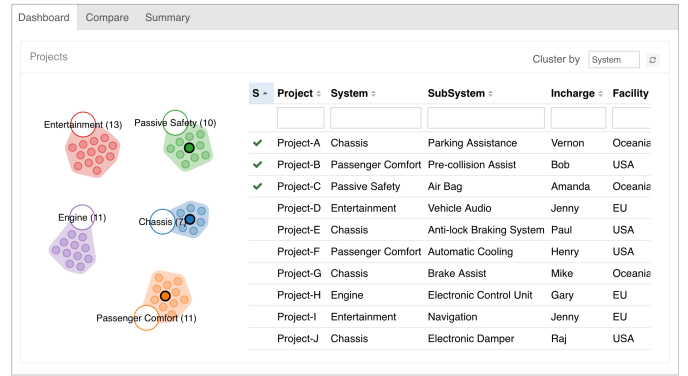 Dashboard Compare Summary
Projects
Cluster by System
Entertainment (13)
Passive Safety (10)
Engine (11)
Chassis (7)
Passenger Comfort (11)
S Project System SubSystem Incharge Facility
Project-A Chassis Parking Assistance Vernon Oceania
Project-B Passenger Comfort Pre-collision Assist Bob USA
Project-C Passive Safety Air Bag Amanda Oceania
Project-D Entertainment Vehicle Audio Jenny EU
Project-E Chassis Anti-lock Braking System Paul USA
Project-F Passenger Comfort Automatic Cooling Henry USA
Project-G Chassis Brake Assist Mike Oceania
Project-H Engine Electronic Control Unit Gary EU
Project-I Entertainment Navigation Jenny EU
Project-J Chassis Electronic Damper Raj USA